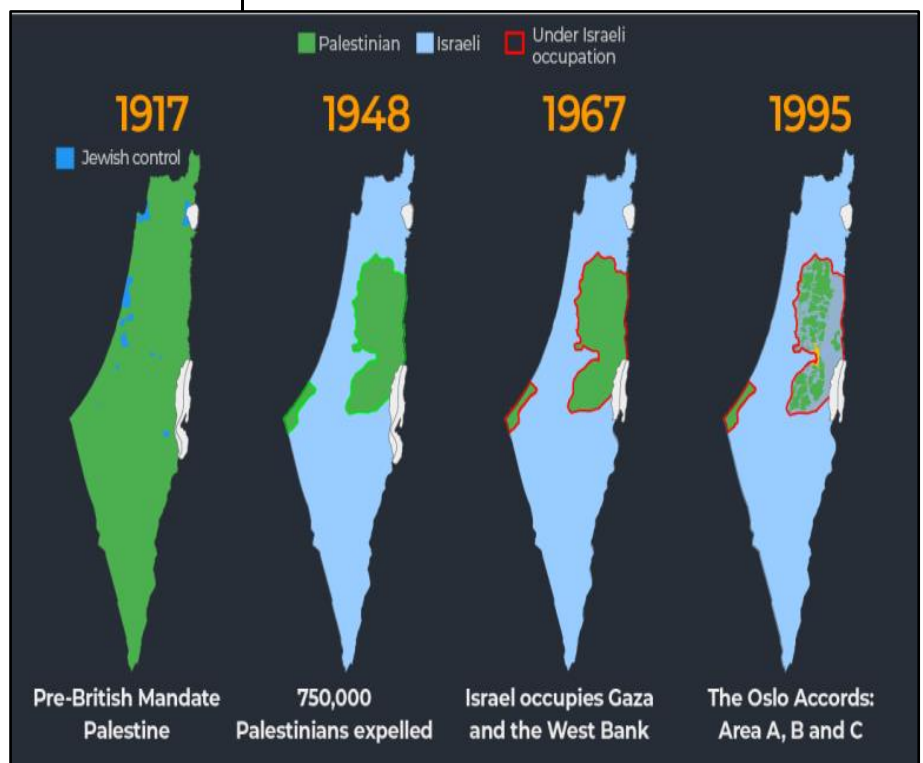 Palestinian
Israeli
Under Israeli
occupation
1917
1948
1967
1995
Jewish control
Pre-British Mandate
Palestine
750,000
Palestinians expelled
Israel occupies Gaza
and the West Bank
The Oslo Accords:
Area A, B and C